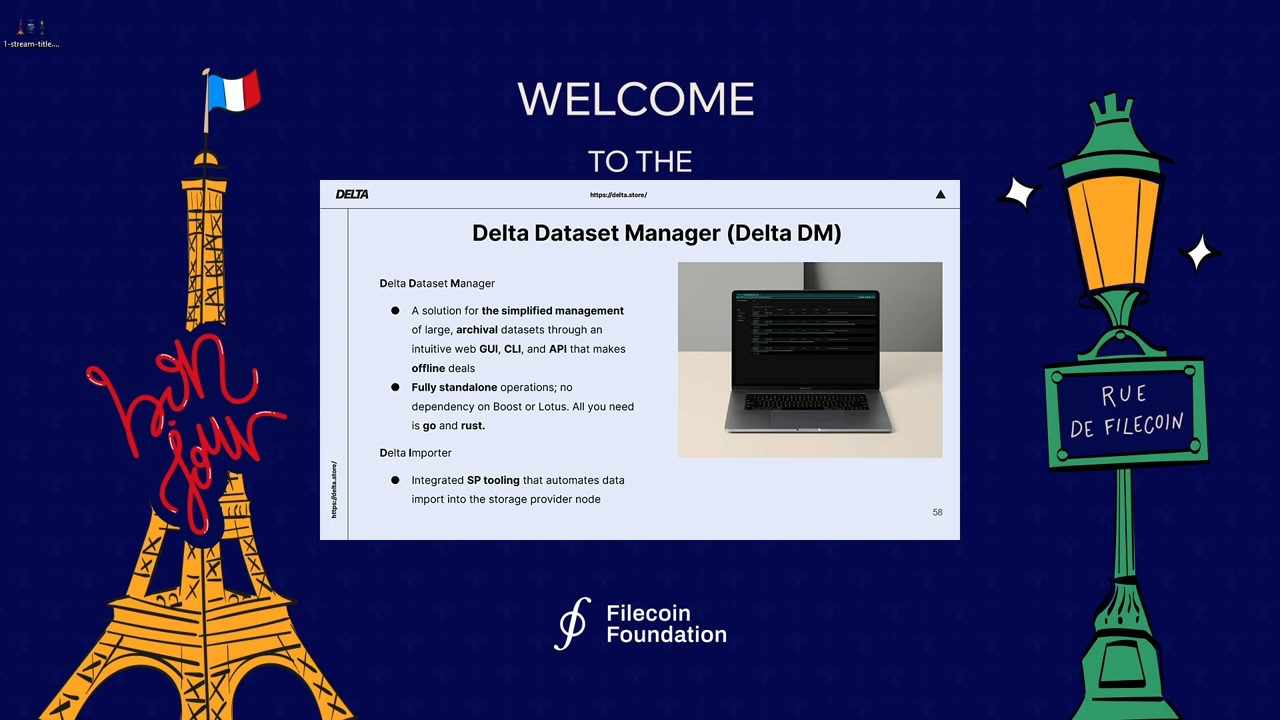 1-stream-title....
WELCOME
TO THE
DELTA
https://delta.store/
Delta Dataset Manager (Delta DM)
Delta Dataset Manager
● A solution for the simplified management
of large, archival datasets through an
intuitive web GUI, CLI, and API that makes
offline deals
● Fully standalone operations; no
dependency on Boost or Lotus. All you need
is go and rust.
Delta Importer
● Integrated SP tooling that automates data
import into the storage provider node
https://delta.store/
58
bon
jour
RUE
DE FILECOIN
Filecoin
Foundation